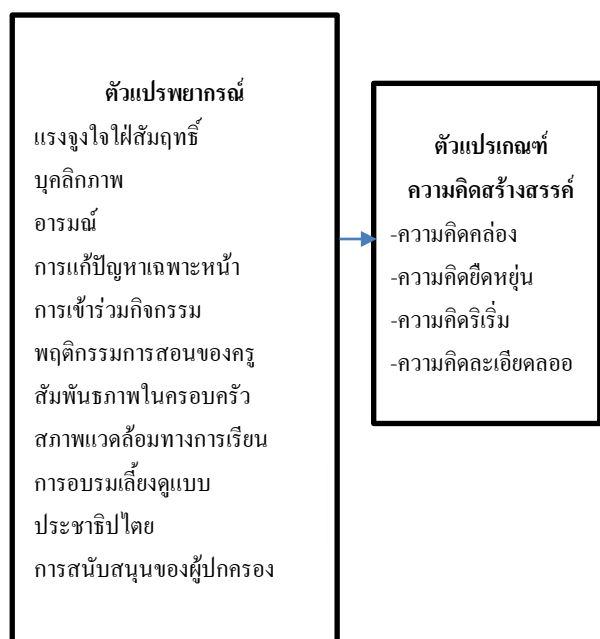 ตัวแปรพยากรณ์
แรงจูงใจใฝ่สัมฤทธิ์
บุคลิกภาพ
อารมณ์
การแก้ปัญหาเฉพาะหน้า
การเข้าร่วมกิจกรรม
พฤติกรรมการสอนของครู
สัมพันธภาพในครอบครัว
สภาพแวดล้อมทางการเรียน
การอบรมเลี้ยงดูแบบ
ประชาธิปไตย
การสนับสนุนของผู้ปกครอง
ตัวแปรเกณฑ์
ความคิดสร้างสรรค์
-ความคิดคล่อง
-ความคิดยืดหยุ่น
-ความคิดริเริ่ม
-ความคิดละเอียดลออ